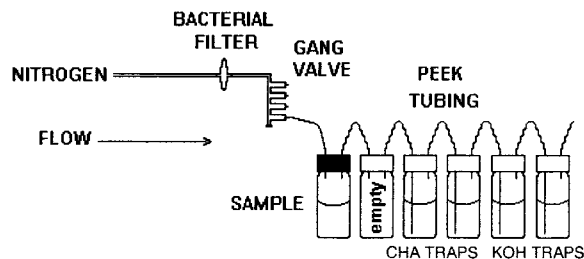 BACTERIAL
FILTER
GANG
VALVE
NITROGEN
PEEK
TUBING
FLOW
SAMPLE
empty
CHA TRAPS KOH TRAPS